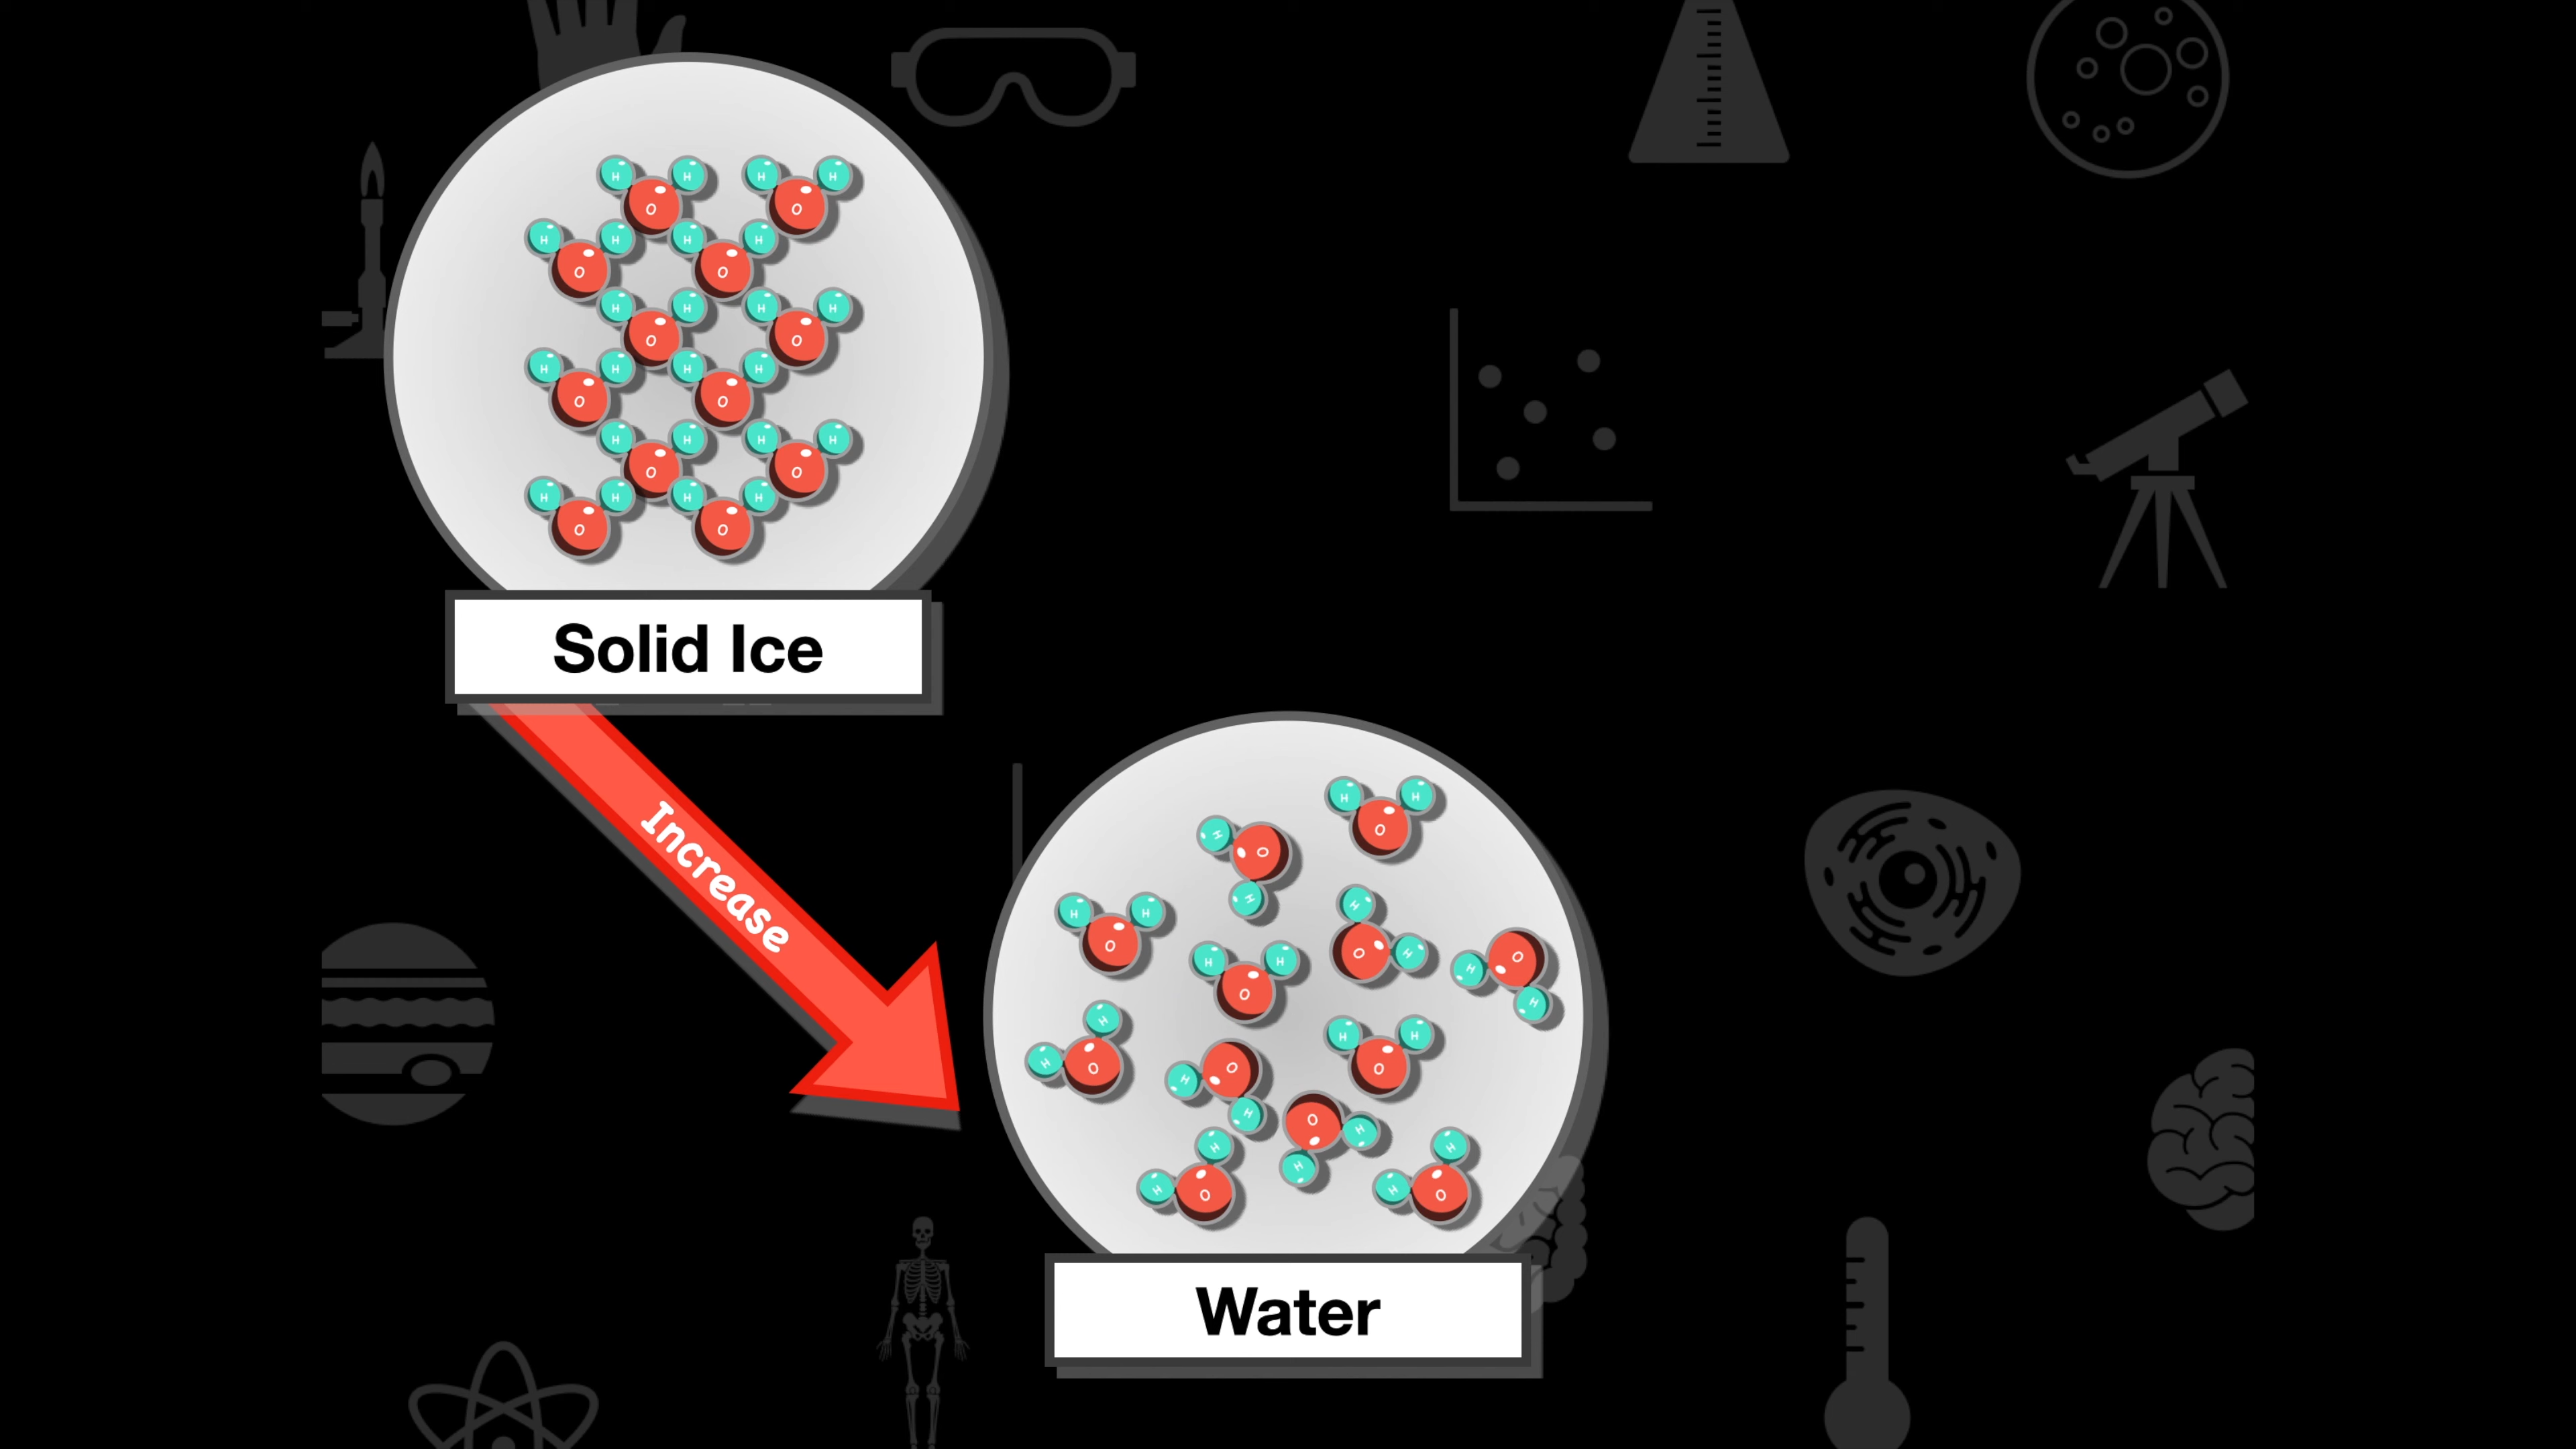 H H H H
O O
H H H H
O O
H H H H
O O
H H H H
O O
H H H H
O O
H H H H
O O
Solid Ice
Increase
H H
O
H O
H H
H H
O O H O
H H H
O H
H H H
H O O O
H
H O H
H H
H
H O H O
Water